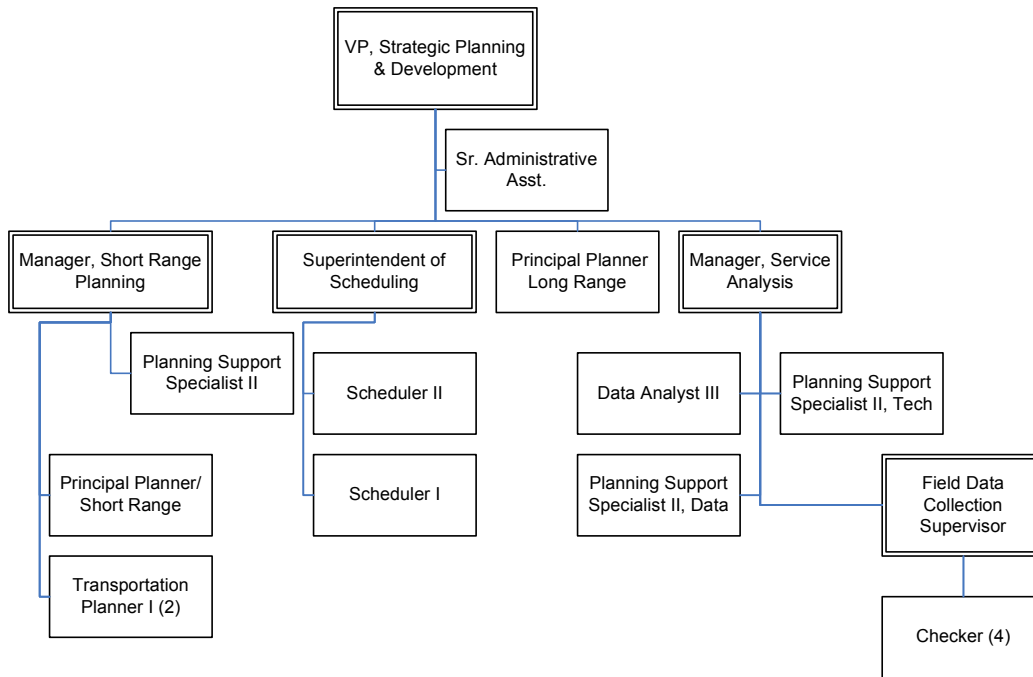 VP, Strategic Planning
& Development
Sr. Administrative
Asst.
Manager, Short Range
Planning
Superintendent of
Scheduling
Principal Planner
Long Range
Manager, Service
Analysis
Planning Support
Specialist II
Scheduler II
Data Analyst III
Planning Support
Specialist II, Tech
Principal Planner/
Short Range
Scheduler I
Planning Support
Specialist II, Data
Field Data
Collection
Supervisor
Transportation
Planner I (2)
Checker (4)